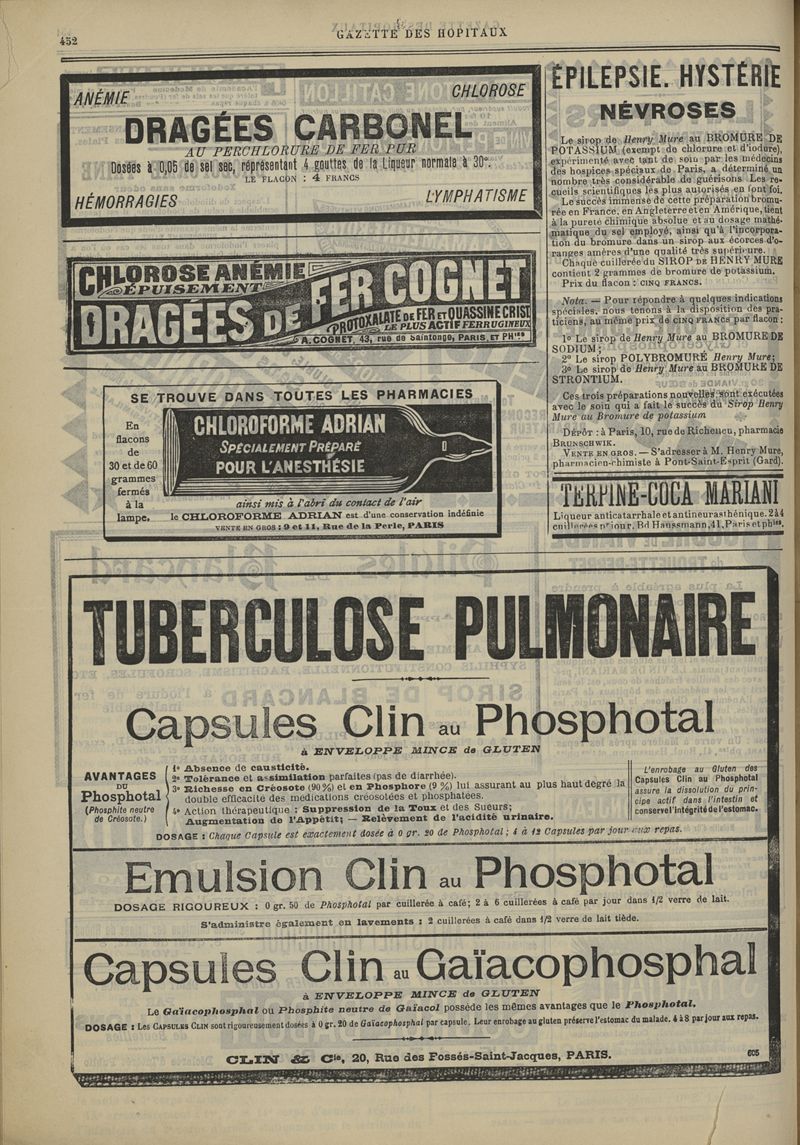 452
GAZETTE DES HOPITAUX
ANÉMIE
CHLOROSE
DRAGÉES CARBONEL
AU PERCHLORURE DE FER PUR
Dosées à 0,05 de sel sec, représentant 4 gouttes de la Liqueur normale à 30°.
LE FLACON : 4 FRANCS
HÉMORRAGIES
LYMPHATISME
CHLOROSE ANÉMIE
ÉPUISEMENT
DRAGÉES DE FER COGNET
PROTOXALATE DE FER ET QUASSINE CRIST
LE PLUS ACTIF FERRUGINEUX
A. COGNET, 43, rue de Saintonge, PARIS ET PHies
SE TROUVE DANS TOUTES LES PHARMACIES
En
flacons
de
30 et de 60
grammes
fermés
à la
lampe.
CHLOROFORME ADRIAN
SPÉCIALEMENT PRÉPARÉ
POUR L'ANESTHÉSIE
ainsi mis à l'abri du contact de l'air
le CHLOROFORME ADRIAN est d'une conservation indéfinie
VENTE EN GROS : 9 et 11, Rue de la Perle, PARIS
ÉPILEPSIE. HYSTÉRIE
NÉVROSES
Le sirop de Henry Mure au BROMURE DE
POTASSIUM (exempt de chlorure et d'iodure),
expérimenté avec tant de soin par les médecins
des hospices spéciaux de Paris, a déterminé un
nombre très considérable de guérisons Les re-
cueils scientifiques les plus autorisés en font foi.
Le succès immense de cette préparation bromu-
rée en France, en Angleterre et en Amérique, tient
à la pureté chimique absolue et au dosage mathé-
matique du sel employé, ainsi qu'à l'incorpora-
tion du bromure dans un sirop aux écorces d'o-
ranges amères d'une qualité très supérieure.
Chaque cuillerée du SIROP DE HENRY MURE
contient 2 grammes de bromure de potassium.
Prix du flacon : CINQ FRANCS.
Nota. — Pour répondre à quelques indications
spéciales, nous tenons à la disposition des pra-
ticiens, au même prix de CINQ FRANCS par flacon :
1° Le sirop de Henry Mure au BROMURE DE
SODIUM;
2° Le sirop POLYBROMURÉ Henry Mure;
3° Le sirop de Henry Mure au BROMURE DE
STRONTIUM.
Ces trois préparations nouvelles sont exécutées
avec le soin qui a fait le succès du Sirop Henry
Mure au Bromure de potassium
DÉPÔT : à Paris, 10, rue de Richelieu, pharmacie
BRUNSCHWIK.
VENTE EN GROS. — S'adresser à M. Henry Mure,
pharmacien-chimiste à Pont-Saint-Esprit (Gard).
TERPINE-COCA MARIANI
Liqueur anticatarrhale et antineurasthénique. 2 à 4
cuillerées pr jour. Bd Haussmann, 41, Paris et phies.
TUBERCULOSE PULMONAIRE
Capsules Clin au Phosphotal
à ENVELOPPE MINCE de GLUTEN
AVANTAGES
DU
Phosphotal
(Phosphite neutre
de Créosote.)
1° Absence de causticité.
2° Tolérance et assimilation parfaites (pas de diarrhée).
3° Richesse en Créosote (90 %) et en Phosphore (9 %) lui assurant au plus haut degré la
double efficacité des médications créosotées et phosphatées.
4° Action thérapeutique : Suppression de la Toux et des Sueurs;
Augmentation de l'Appétit; — Relèvement de l'acidité urinaire.
L'enrobage au Gluten des
Capsules Clin au Phosphotal
assure la dissolution du prin-
cipe actif dans l'intestin et
conserve l'intégrité de l'estomac.
DOSAGE : Chaque Capsule est exactement dosée à 0 gr. 20 de Phosphotal ; 4 à 12 Capsules par jour aux repas.
Emulsion Clin au Phosphotal
DOSAGE RIGOUREUX : 0 gr. 50 de Phosphotal par cuillerée à café; 2 à 6 cuillerées à café par jour dans 1/2 verre de lait.
S'administre également en lavements : 2 cuillerées à café dans 1/2 verre de lait tiède.
Capsules Clin au Gaïacophosphal
à ENVELOPPE MINCE de GLUTEN
Le Gaïacophosphal ou Phosphite neutre de Gaïacol possède les mêmes avantages que le Phosphotal.
DOSAGE : Les CAPSULES CLIN sont rigoureusement dosées à 0 gr. 20 de Gaïacophosphal par capsule. Leur enrobage au gluten préserve l'estomac du malade. 4 à 8 par jour aux repas.
CLIN & Cie, 20, Rue des Fossés-Saint-Jacques, PARIS.
605